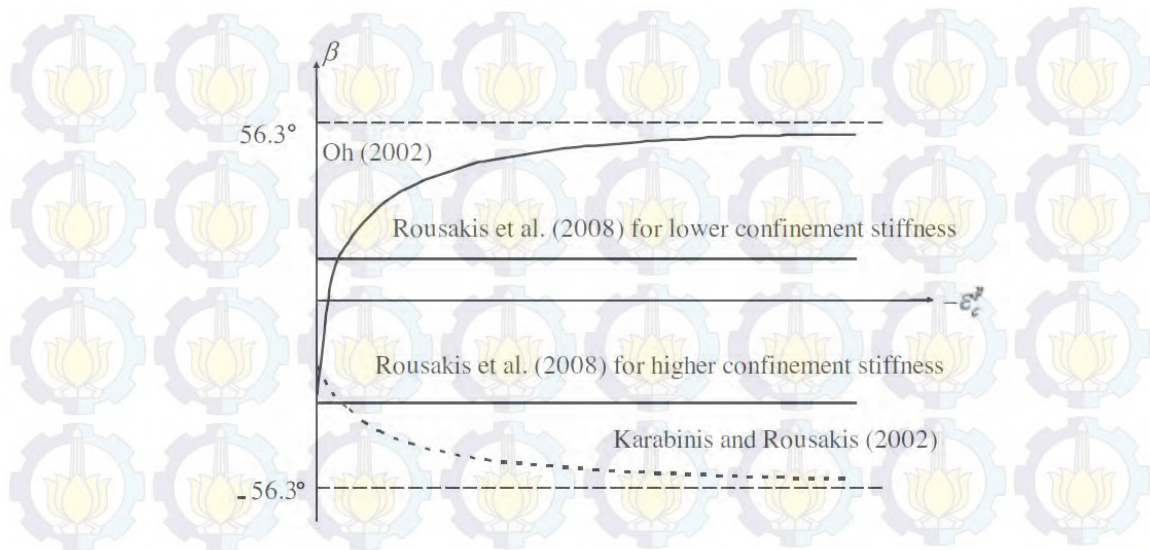 β
56.3°
Oh (2002)
Rousakis et al. (2008) for lower confinement stiffness
Rousakis et al. (2008) for higher confinement stiffness
Karabinis and Rousakis (2002)
-56.3°